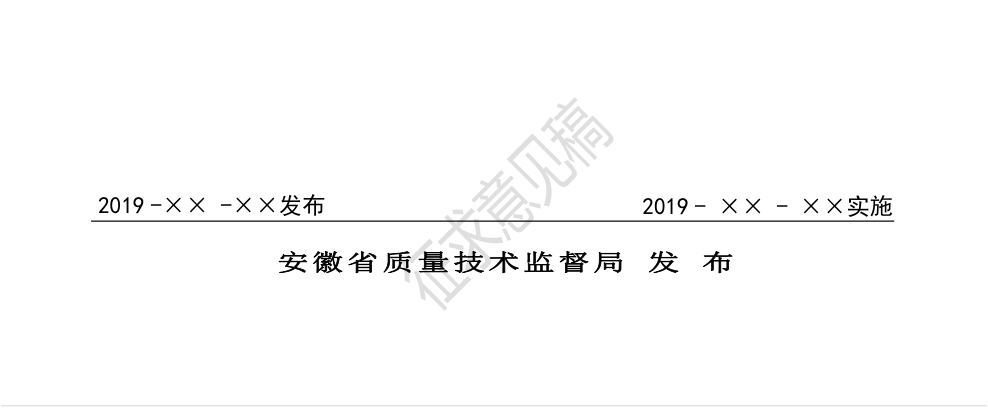 2019-×× -××发布
2019- ×× - ××实施
安徽省质量技术监督局 发 布
征求意见稿